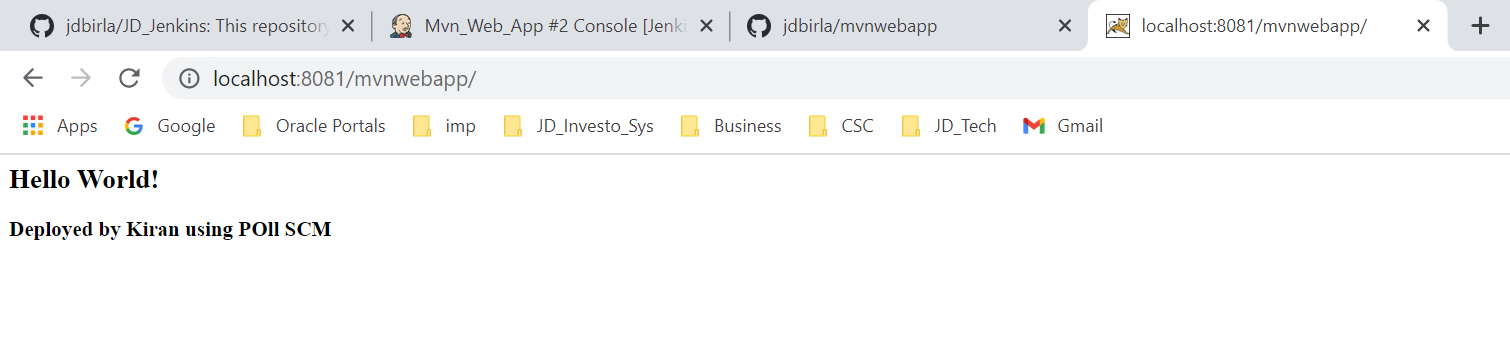 jdbirla/JD_Jenkins: This repository
Mvn_Web_App #2 Console [Jenki
jdbirla/mvnwebapp
localhost:8081/mvnwebapp/
localhost:8081/mvnwebapp/
Apps
Google
Oracle Portals
imp
JD_Investo_Sys
Business
CSC
JD_Tech
Gmail
Hello World!
Deployed by Kiran using POll SCM